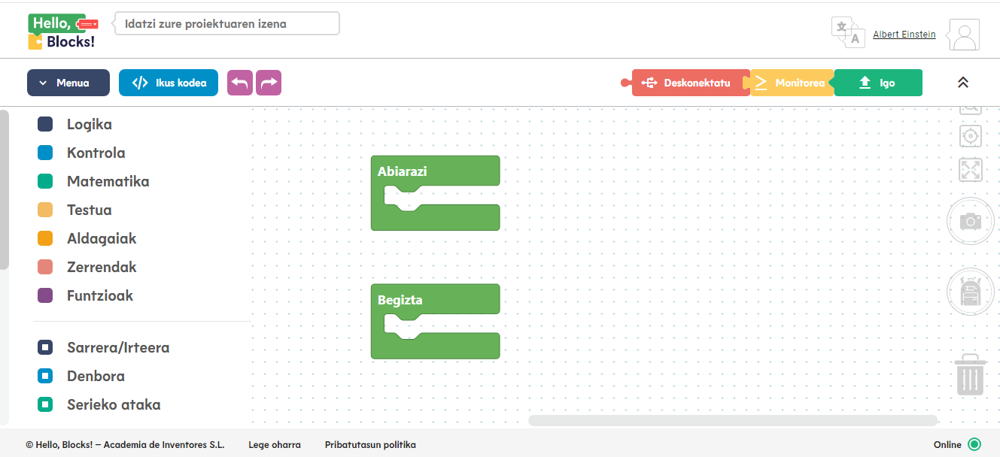 Hello,
Blocks!
Idatzi zure proiektuaren izena
文 A
Albert Einstein
Menua
</> Ikus kodea
Deskonektatu
Monitorea
Igo
Logika
Kontrola
Matematika
Testua
Aldagaiak
Zerrendak
Funtzioak
Sarrera/Irteera
Denbora
Serieko ataka
Abiarazi
Begizta
© Hello, Blocks! – Academia de Inventores S.L. Lege oharra Pribatutasun politika Online